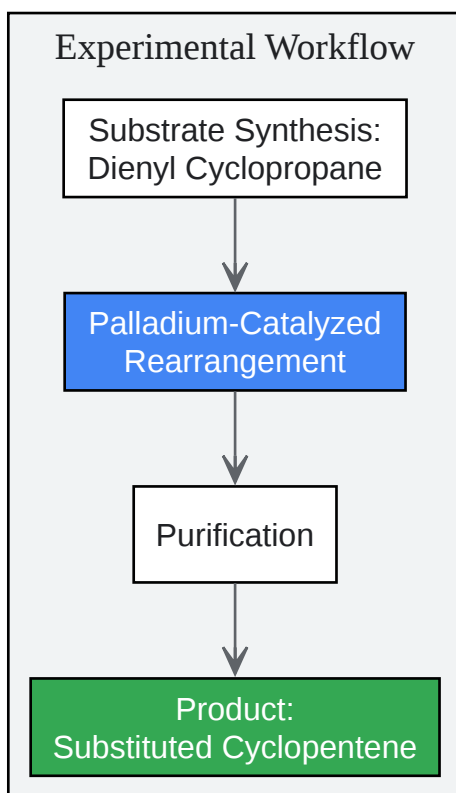 Experimental Workflow
Substrate Synthesis:
Dienyl Cyclopropane
Palladium-Catalyzed
Rearrangement
Purification
Product:
Substituted Cyclopentene